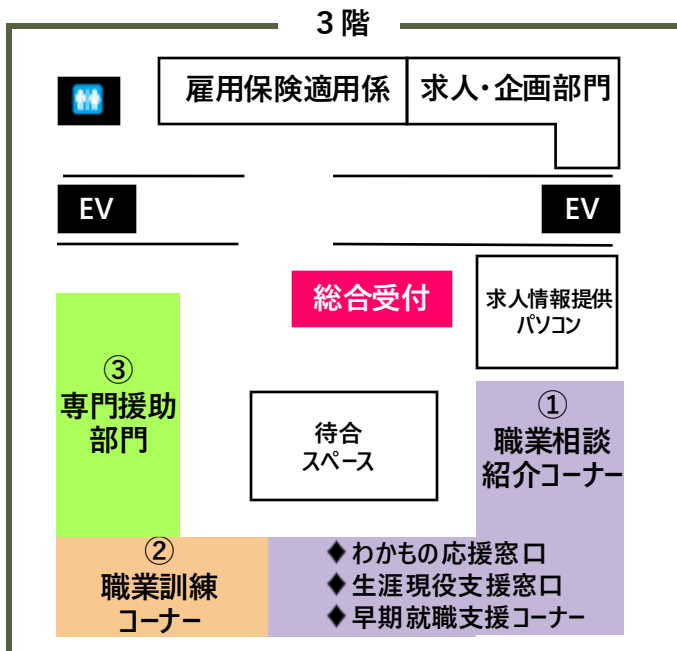 3階
雇用保険適用係
求人・企画部門
EV
EV
総合受付
求人情報提供
パソコン
③
専門援助
部門
待合
スペース
①
職業相談
紹介コーナー
②
職業訓練
コーナー
◆わかもの応援窓口
◆生涯現役支援窓口
◆早期就職支援コーナー